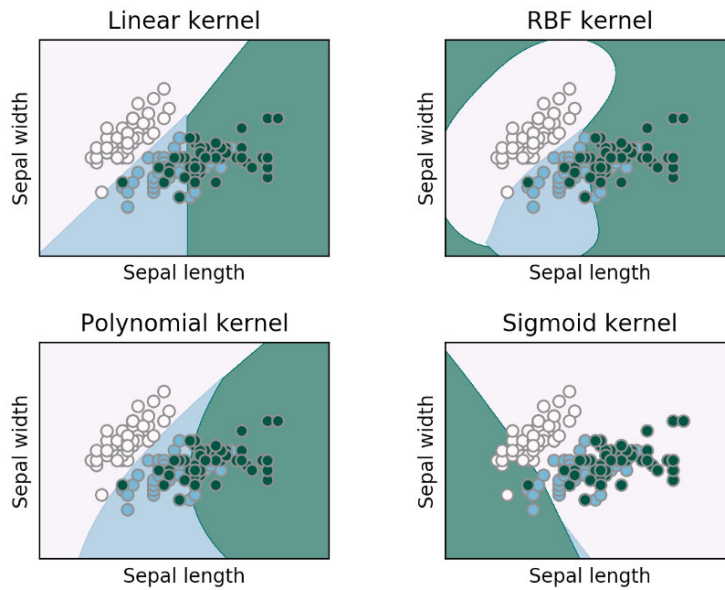 Linear kernel
RBF kernel
Sepal width
Sepal width
Sepal length
Sepal length
Polynomial kernel
Sigmoid kernel
Sepal width
Sepal width
Sepal length
Sepal length